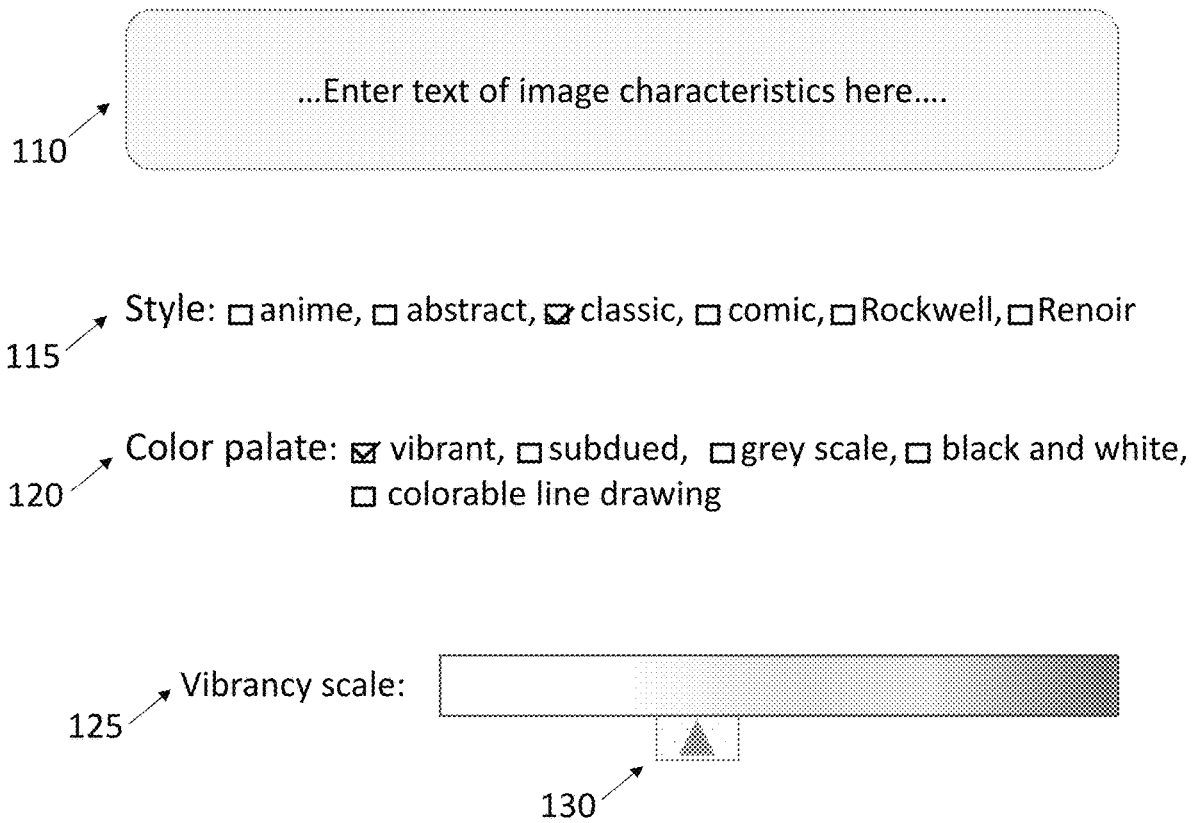 ...Enter text of image characteristics here....
110
Style: anime, abstract, classic, comic, Rockwell, Renoir
115
Color palate: vibrant, subdued, grey scale, black and white,
120
colorable line drawing
Vibrancy scale:
125
130